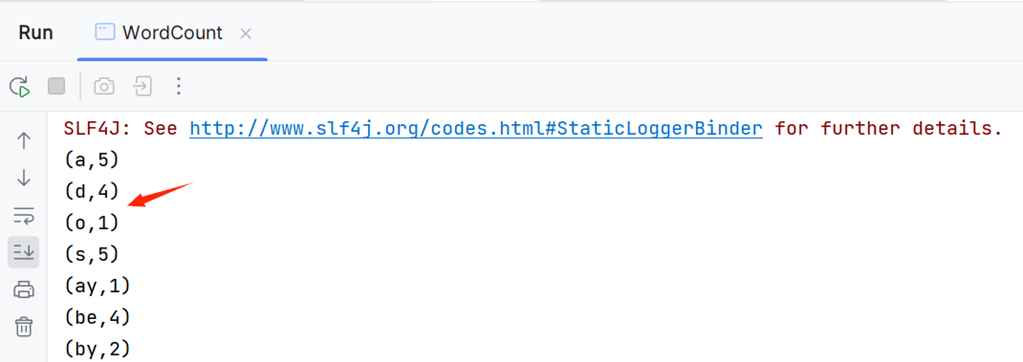 Run WordCount
SLF4J: See http://www.slf4j.org/codes.html#StaticLoggerBinder for further details.
(a,5)
(d,4)
(o,1)
(s,5)
(ay,1)
(be,4)
(by,2)